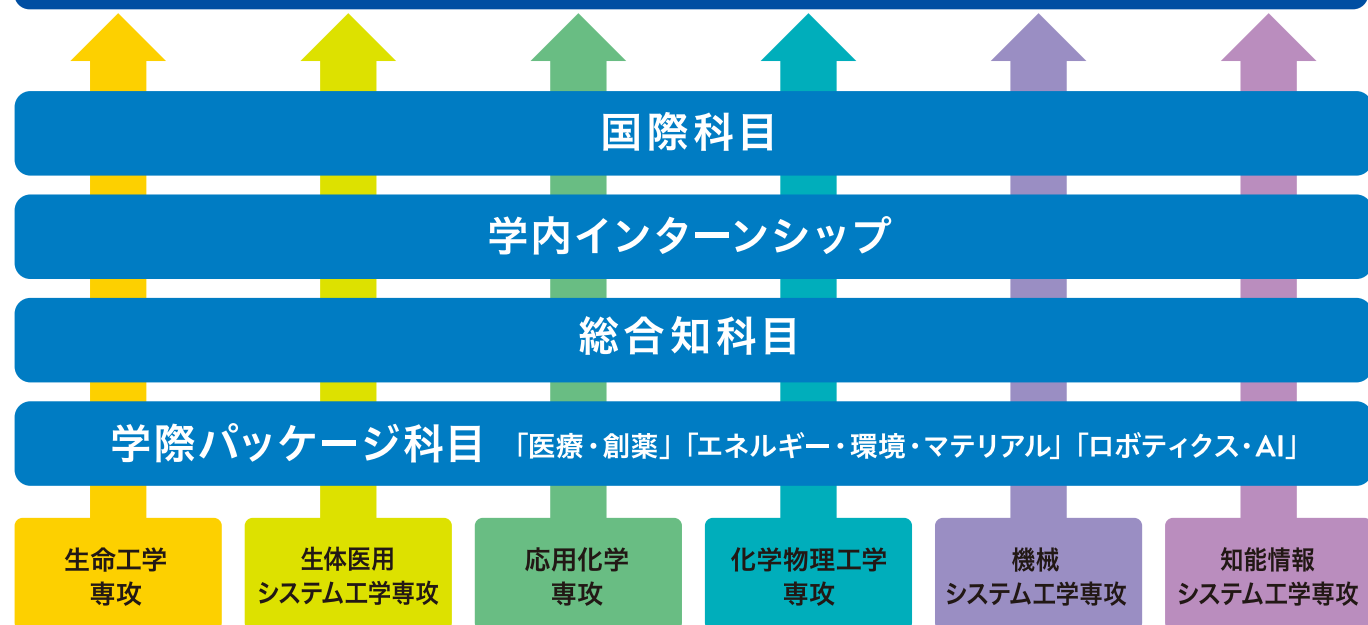 国際科目
学内インターンシップ
総合知科目
学際パッケージ科目 「医療・創薬」「エネルギー・環境・マテリアル」「ロボティクス・AI」
生命工学
専攻
生体医用
システム工学専攻
応用化学
専攻
化学物理工学
専攻
機械
システム工学専攻
知能情報
システム工学専攻